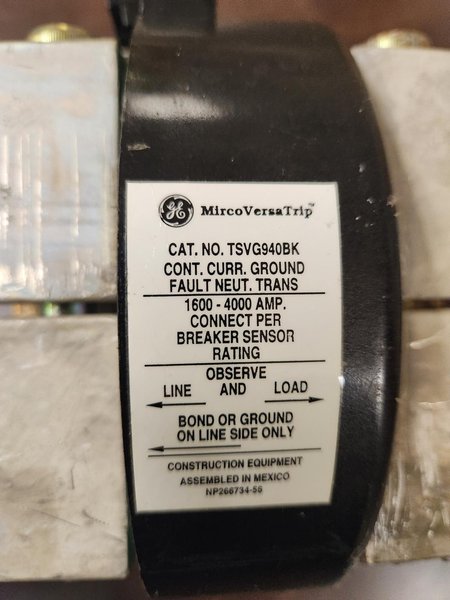 GE MircoVersaTrip™
CAT. NO. TSVG940BK
CONT. CURR. GROUND
FAULT NEUT. TRANS
1600 - 4000 AMP.
CONNECT PER
BREAKER SENSOR
RATING
OBSERVE
LINE AND LOAD
BOND OR GROUND
ON LINE SIDE ONLY
CONSTRUCTION EQUIPMENT
ASSEMBLED IN MEXICO
NP266734-56